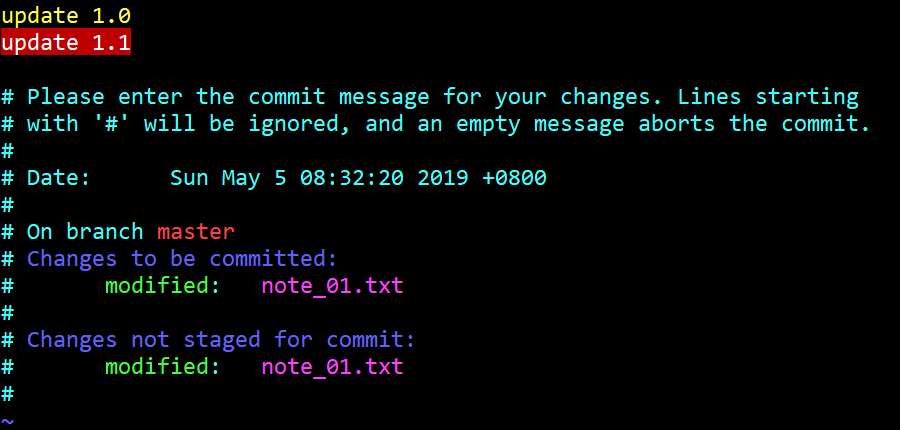 update 1.0
update 1.1
# Please enter the commit message for your changes. Lines starting
# with '#' will be ignored, and an empty message aborts the commit.
#
# Date:      Sun May 5 08:32:20 2019 +0800
#
# On branch master
# Changes to be committed:
#       modified:   note_01.txt
#
# Changes not staged for commit:
#       modified:   note_01.txt
#
~